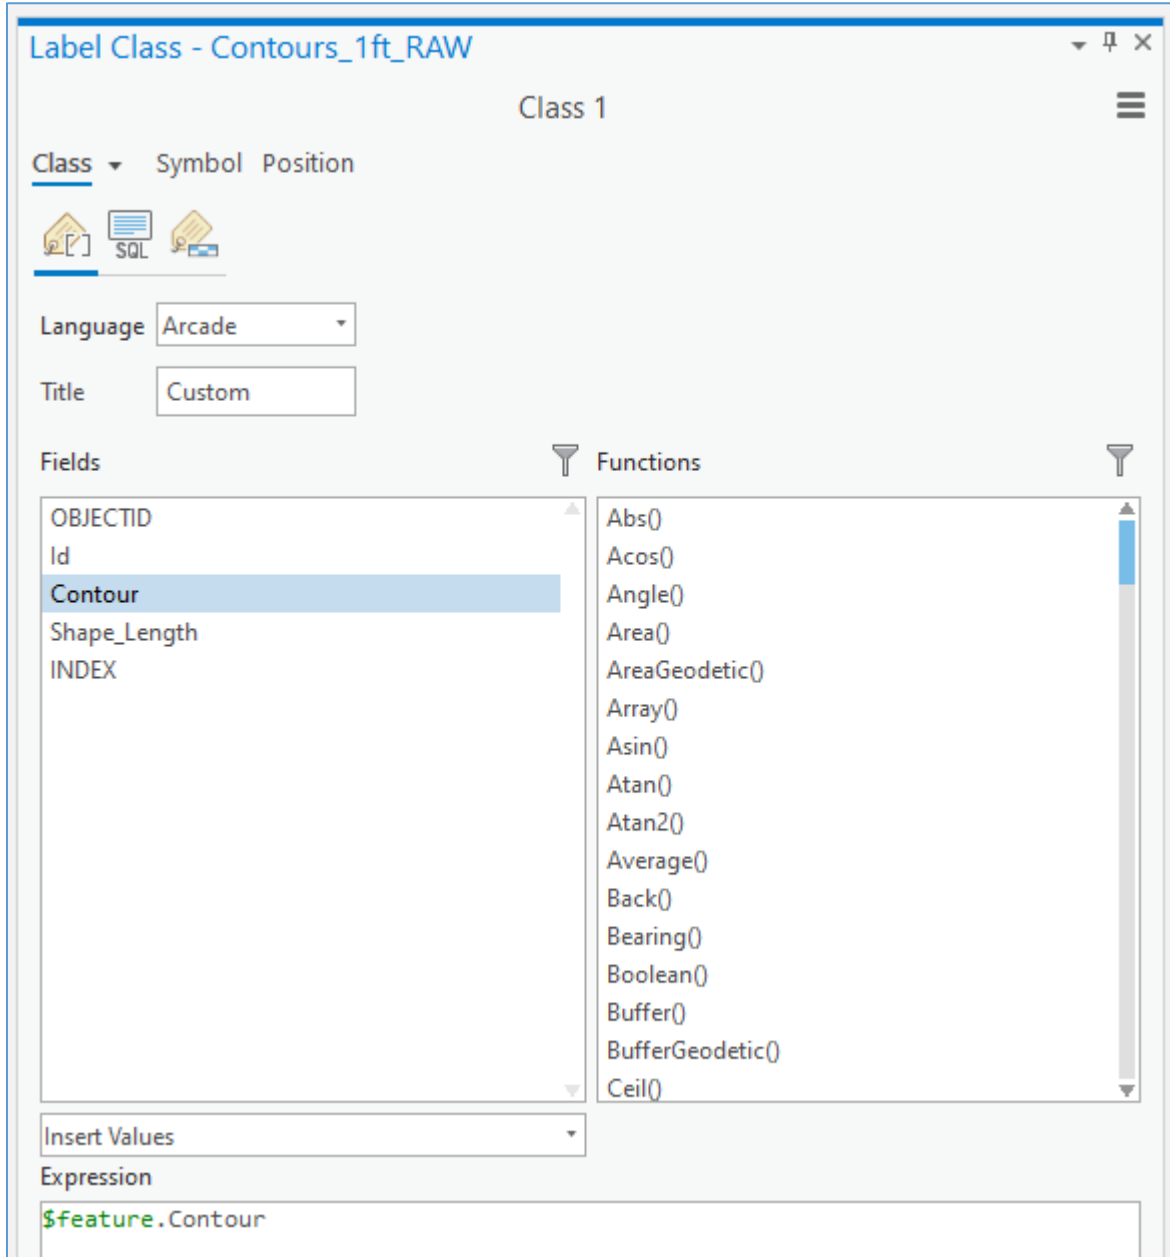 Label Class - Contours_1ft_RAW
Class 1
Class Symbol Position
SQL
Language Arcade
Title Custom
Fields Functions
OBJECTID
Id
Contour
Shape_Length
INDEX
Abs()
Acos()
Angle()
Area()
AreaGeodetic()
Array()
Asin()
Atan()
Atan2()
Average()
Back()
Bearing()
Boolean()
Buffer()
BufferGeodetic()
Ceil()
Insert Values
Expression
$feature.Contour